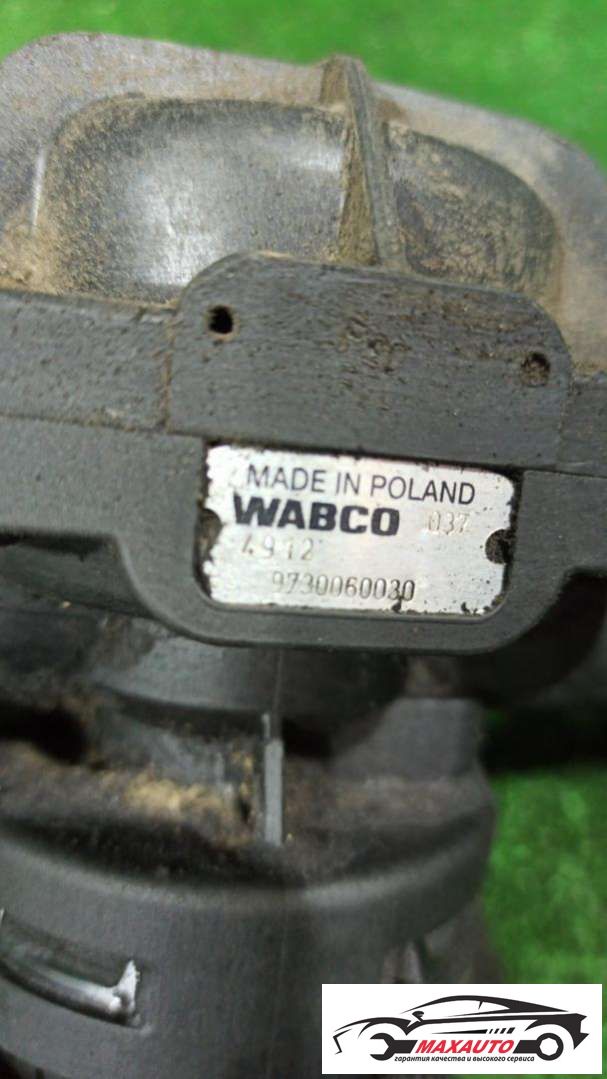 MADE IN POLAND
WABCO 037
4912
9730060030
MAXAUTO
гарантия качества и высокого сервиса